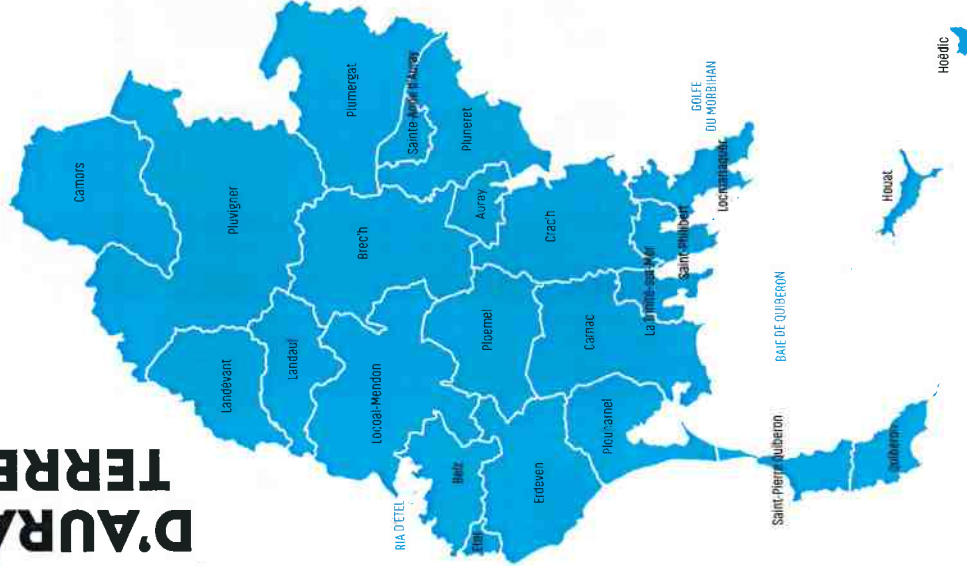 D'AURA
TERRE
Camors
Pluvigner
Plumergat
Sainte-Anne d'Auray
Pluneret
Landévant
Landaul
Brec'h
Auray
Locoal-Mendon
Ploemel
Crac'h
RIA D'ETEL
Belz
Etel
Erdeven
Plouharnel
Carnac
La Trinité-sur-Mer
Saint-Philibert
Locmariaquer
GOLFE
DU MORBIHAN
BAIE DE QUIBERON
Saint-Pierre Quiberon
Quiberon
Houat
Hoëdic